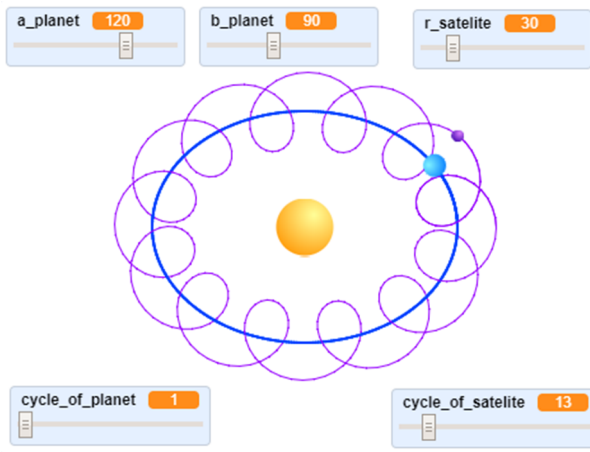 a_planet 120
b_planet 90
r_satelite 30
cycle_of_planet 1
cycle_of_satelite 13